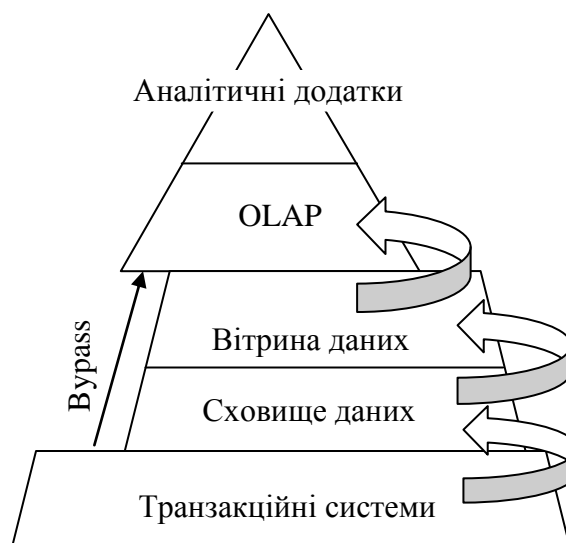 Аналітичні додатки
OLAP
Bypass
Вітрина даних
Сховище даних
Транзакційні системи